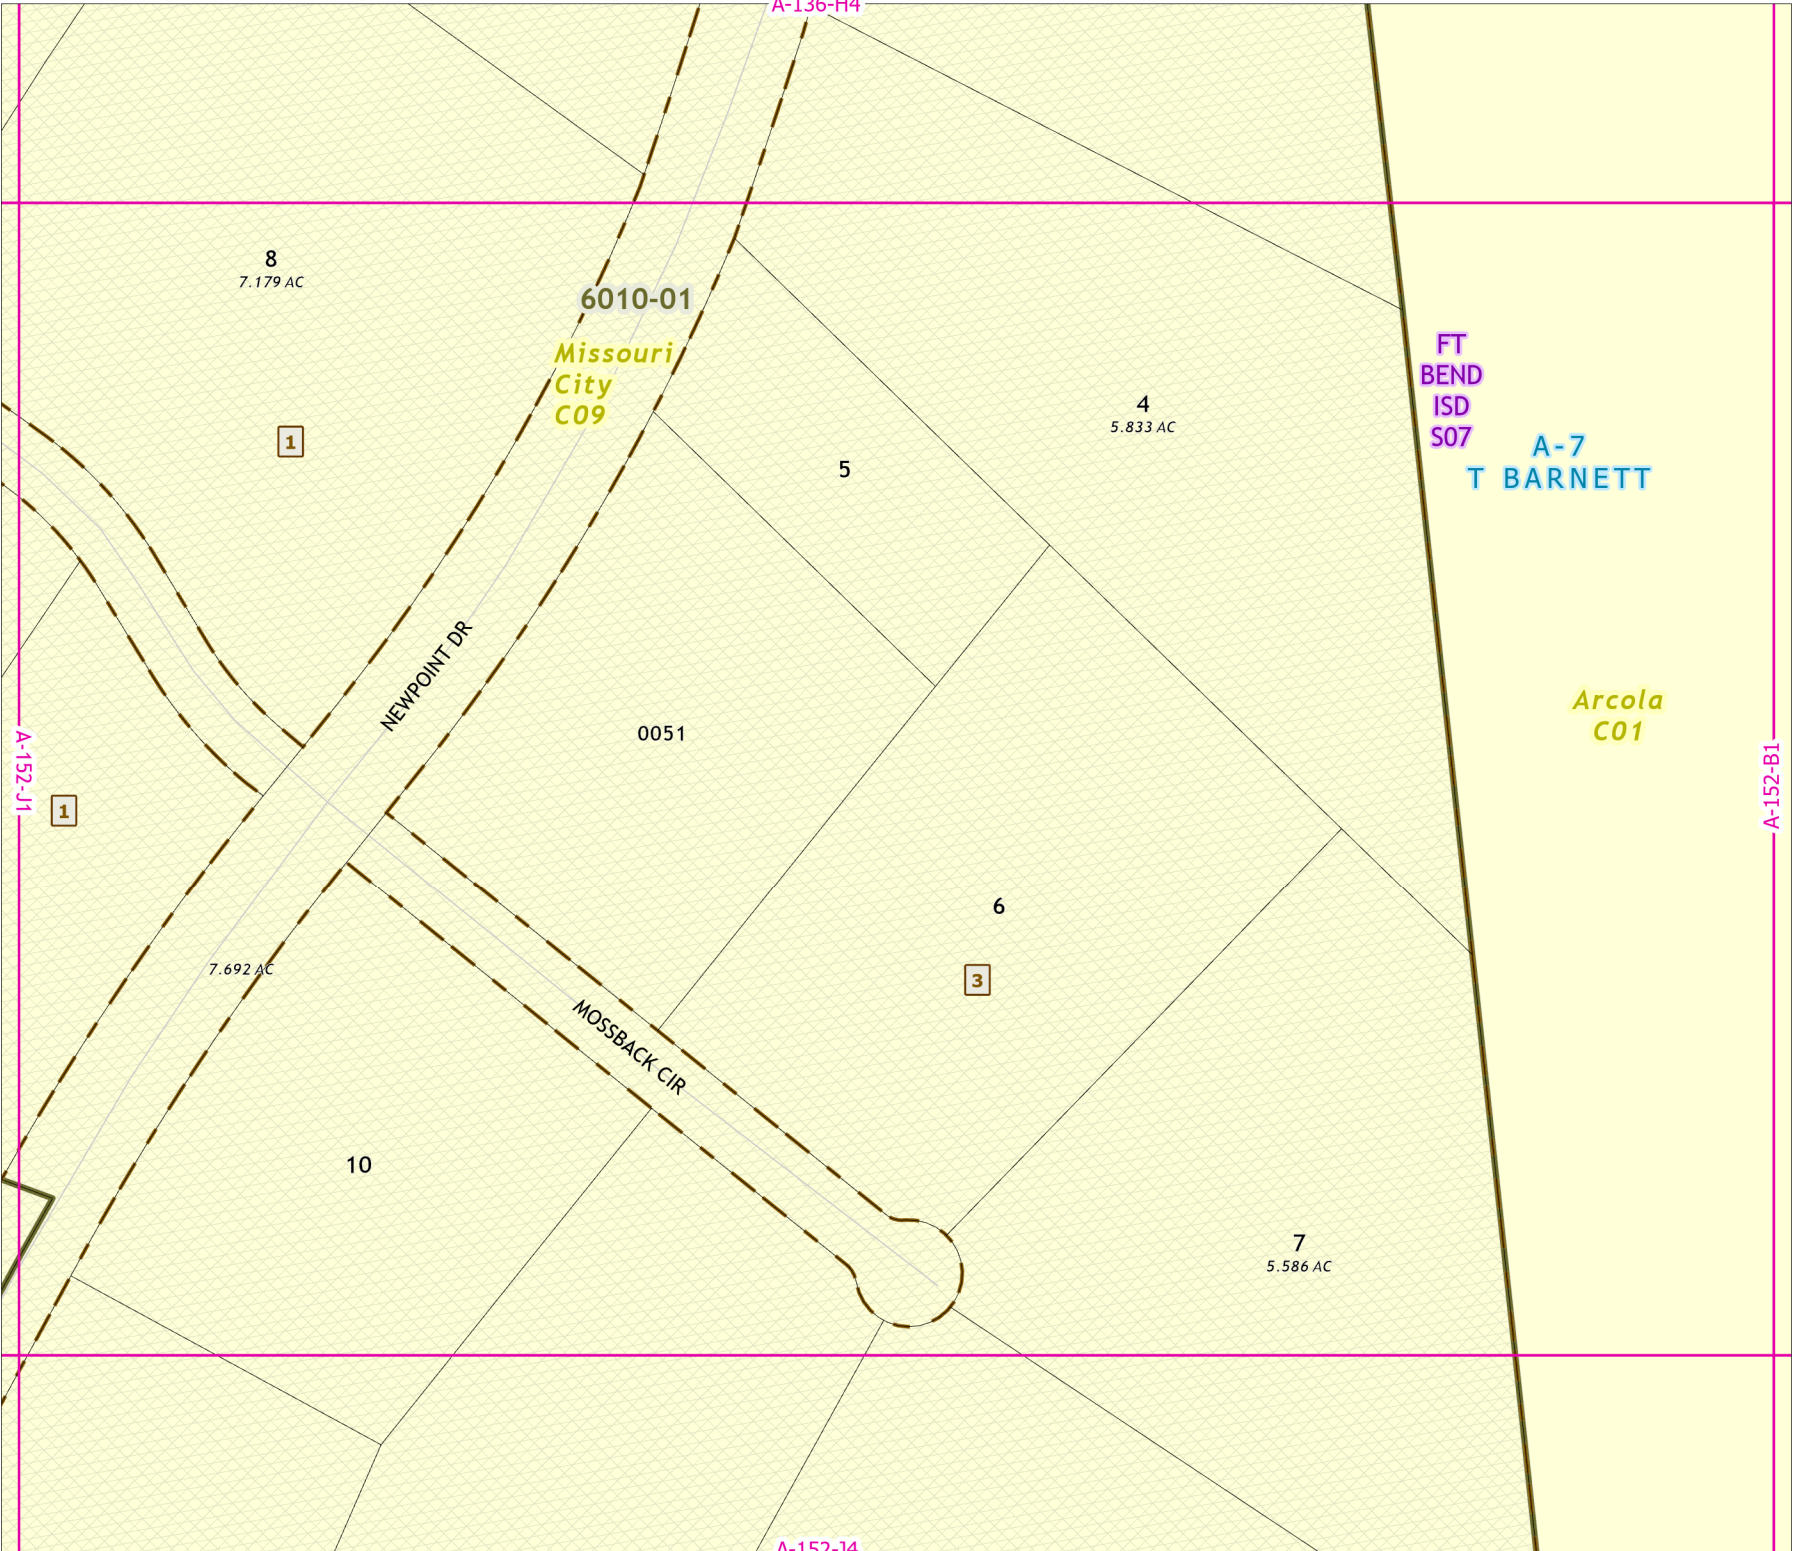 A-136-H4
8
7.179 AC
6010-01
Missouri
City
C09
FT
BEND
ISD
S07
4
5.833 AC
1
A-7
T BARNETT
5
NEWPOINT DR
0051
Arcola
C01
A-152-J1
A-152-B1
1
6
7.692 AC
3
MOSSBACK CIR
10
7
5.586 AC
A-152-J4